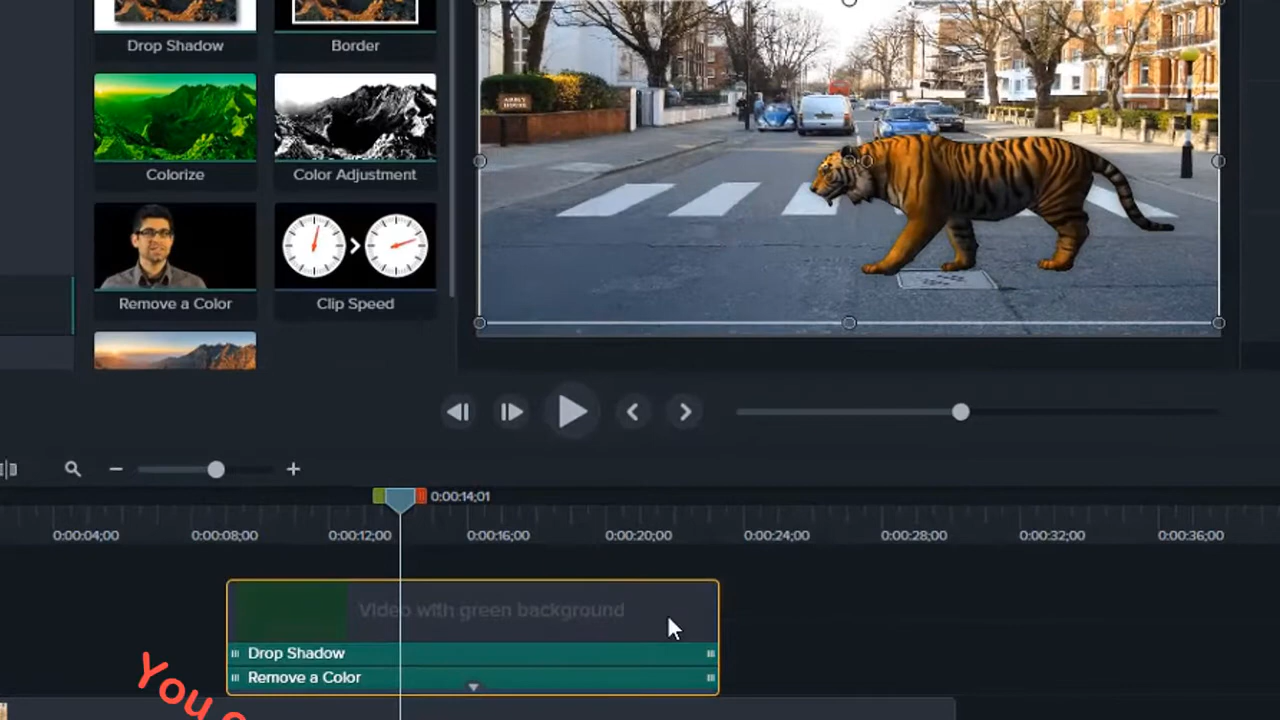 Drop Shadow
Border
ABBEY
HOUSE
Colorize
Color Adjustment
Remove a Color
Clip Speed
0:00:14;01
0:00:04;00
0:00:08;00
0:00:12;00
0:00:16;00
0:00:20;00
0:00:24;00
0:00:28;00
0:00:32;00
0:00:36;00
Video with green background
Drop Shadow
Remove a Color
You